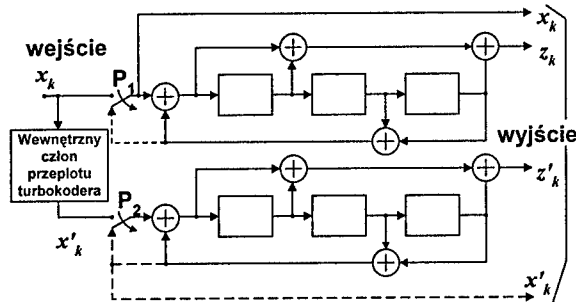 wejście
x_k
P_1
x_k
z_k
Wewnętrzny
człon
przeplotu
turbokodera
wyjście
P_2
x'_k
z'_k
x'_k